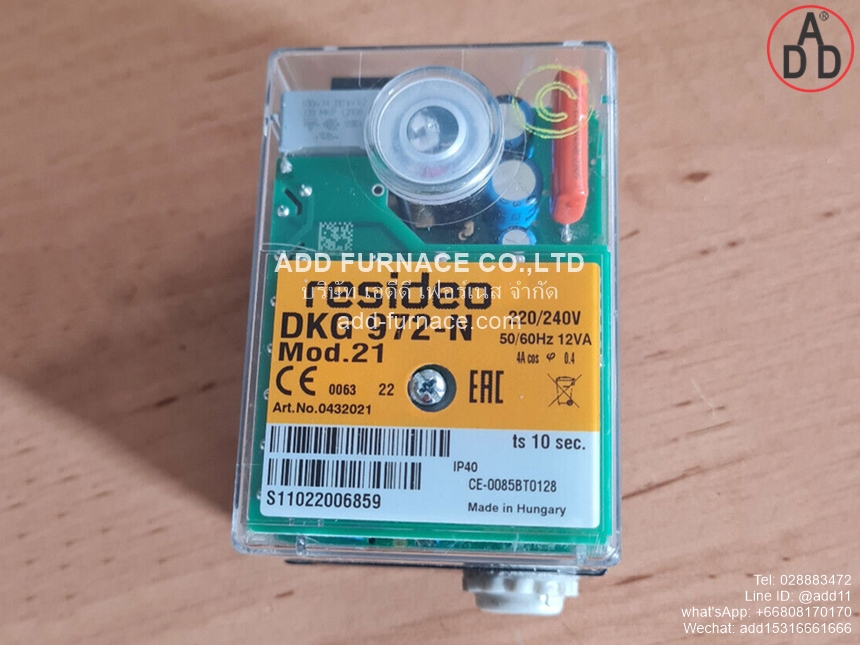 ADD
®
©
resideo
ADD FURNACE CO.,LTD
บริษัท เอดีดี เฟอร์เนส จำกัด
add-furnace.com
DKG 972-N
Mod.21
220/240V
50/60Hz 12VA
4A cos φ 0.4
CE 0063 22
EAC
Art.No.0432021
ts 10 sec.
IP40
CE-0085BT0128
S11022006859
Made in Hungary
Tel: 028883472
Line ID: @add11
what'sApp: +66808170170
Wechat: add15316661666